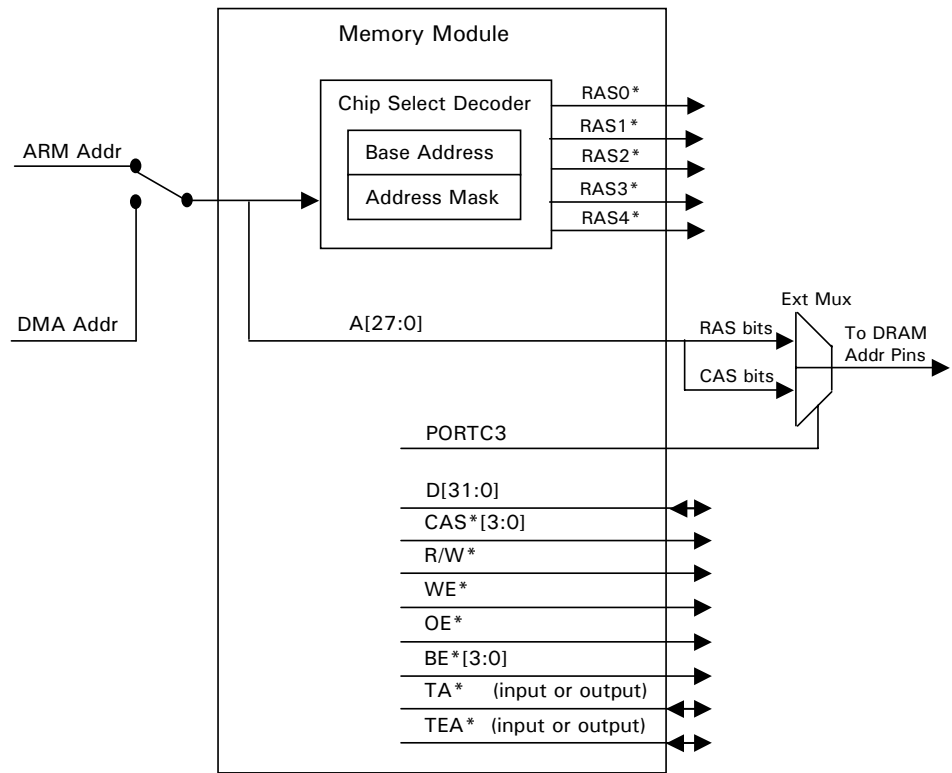 Memory Module
Chip Select Decoder
Base Address
Address Mask
RAS0*
RAS1*
RAS2*
RAS3*
RAS4*
ARM Addr
DMA Addr
A[27:0]
Ext Mux
RAS bits
CAS bits
To DRAM
Addr Pins
PORTC3
D[31:0]
CAS*[3:0]
R/W*
WE*
OE*
BE*[3:0]
TA* (input or output)
TEA* (input or output)